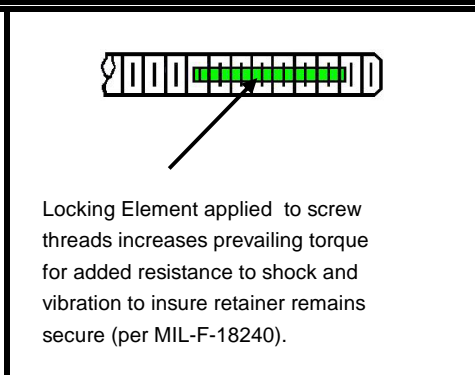 Locking Element applied to screw
threads increases prevailing torque
for added resistance to shock and
vibration to insure retainer remains
secure (per MIL-F-18240).